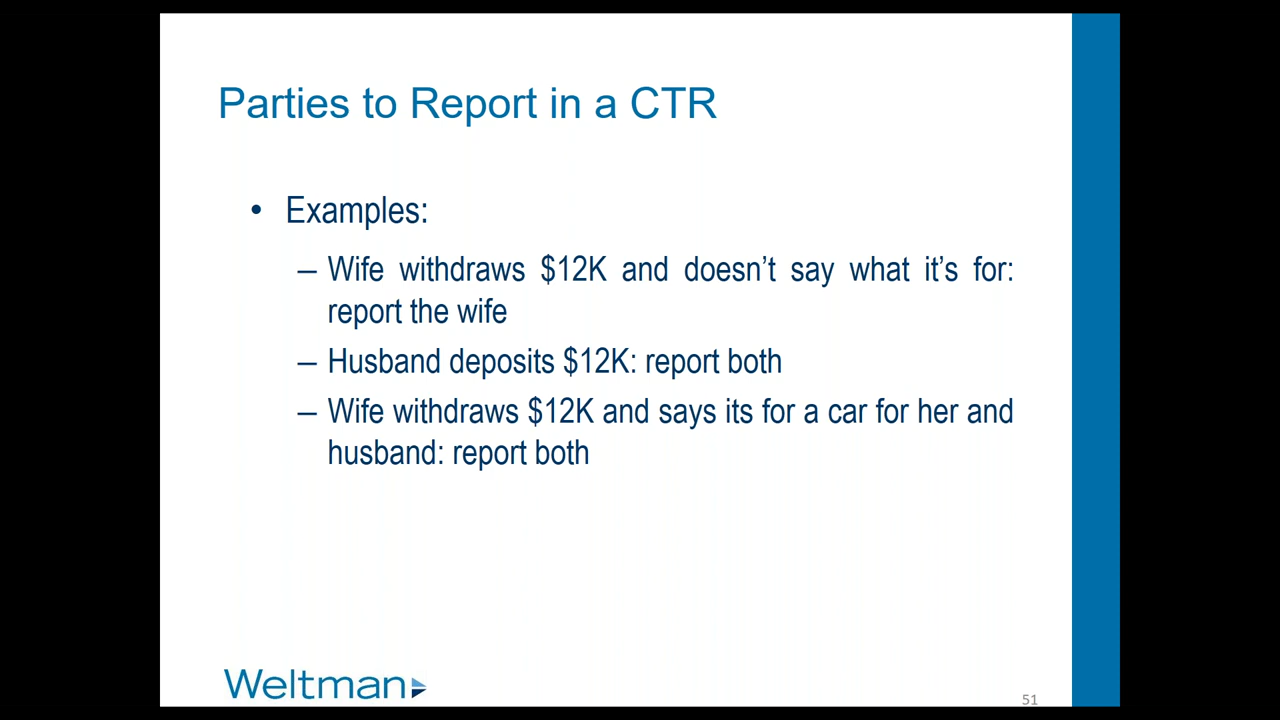 Parties to Report in a CTR
• Examples:
– Wife withdraws $12K and doesn’t say what it’s for:
report the wife
– Husband deposits $12K: report both
– Wife withdraws $12K and says its for a car for her and
husband: report both
Weltman
51